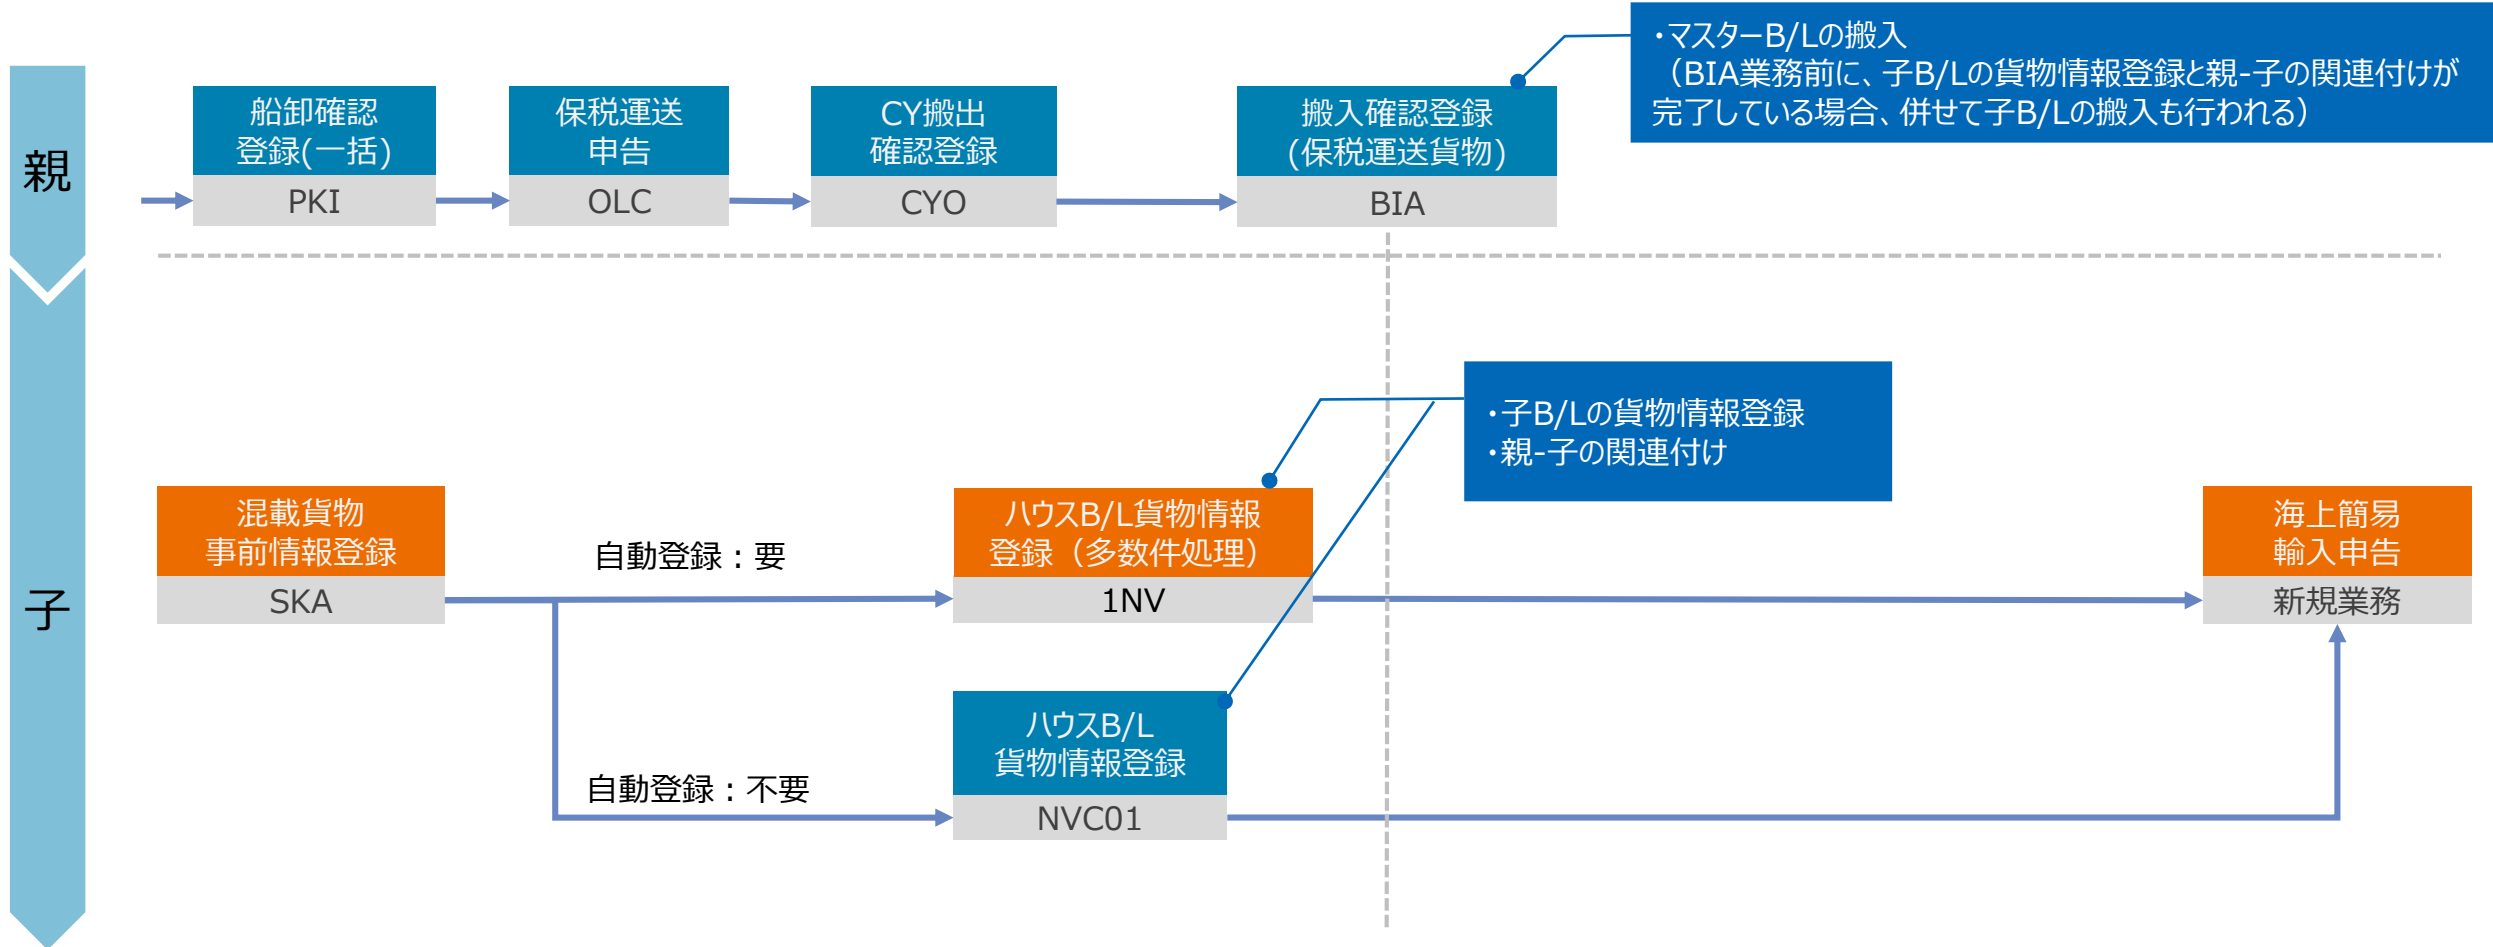 ・マスターB/Lの搬入
（BIA業務前に、子B/Lの貨物情報登録と親-子の関連付けが
完了している場合、併せて子B/Lの搬入も行われる）
親
船卸確認
登録(一括)
PKI
保税運送
申告
OLC
CY搬出
確認登録
CYO
搬入確認登録
(保税運送貨物)
BIA
・子B/Lの貨物情報登録
・親-子の関連付け
子
混載貨物
事前情報登録
SKA
自動登録：要
ハウスB/L貨物情報
登録（多数件処理）
1NV
海上簡易
輸入申告
新規業務
自動登録：不要
ハウスB/L
貨物情報登録
NVC01